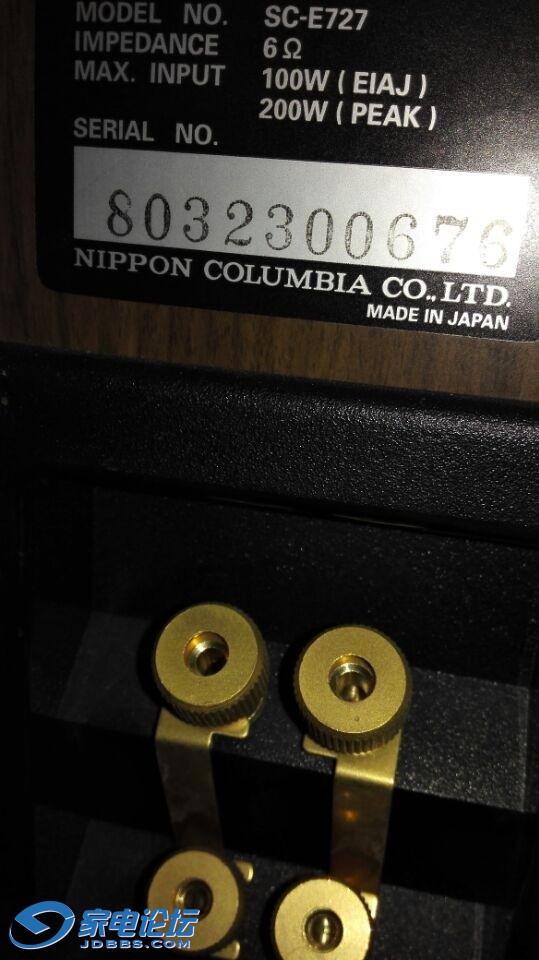 MODEL NO. SC-E727
IMPEDANCE 6Ω
MAX. INPUT 100W ( EIAJ )
200W ( PEAK )
SERIAL NO.
8032300676
NIPPON COLUMBIA CO., LTD.
MADE IN JAPAN
家电论坛
JDBBS.COM